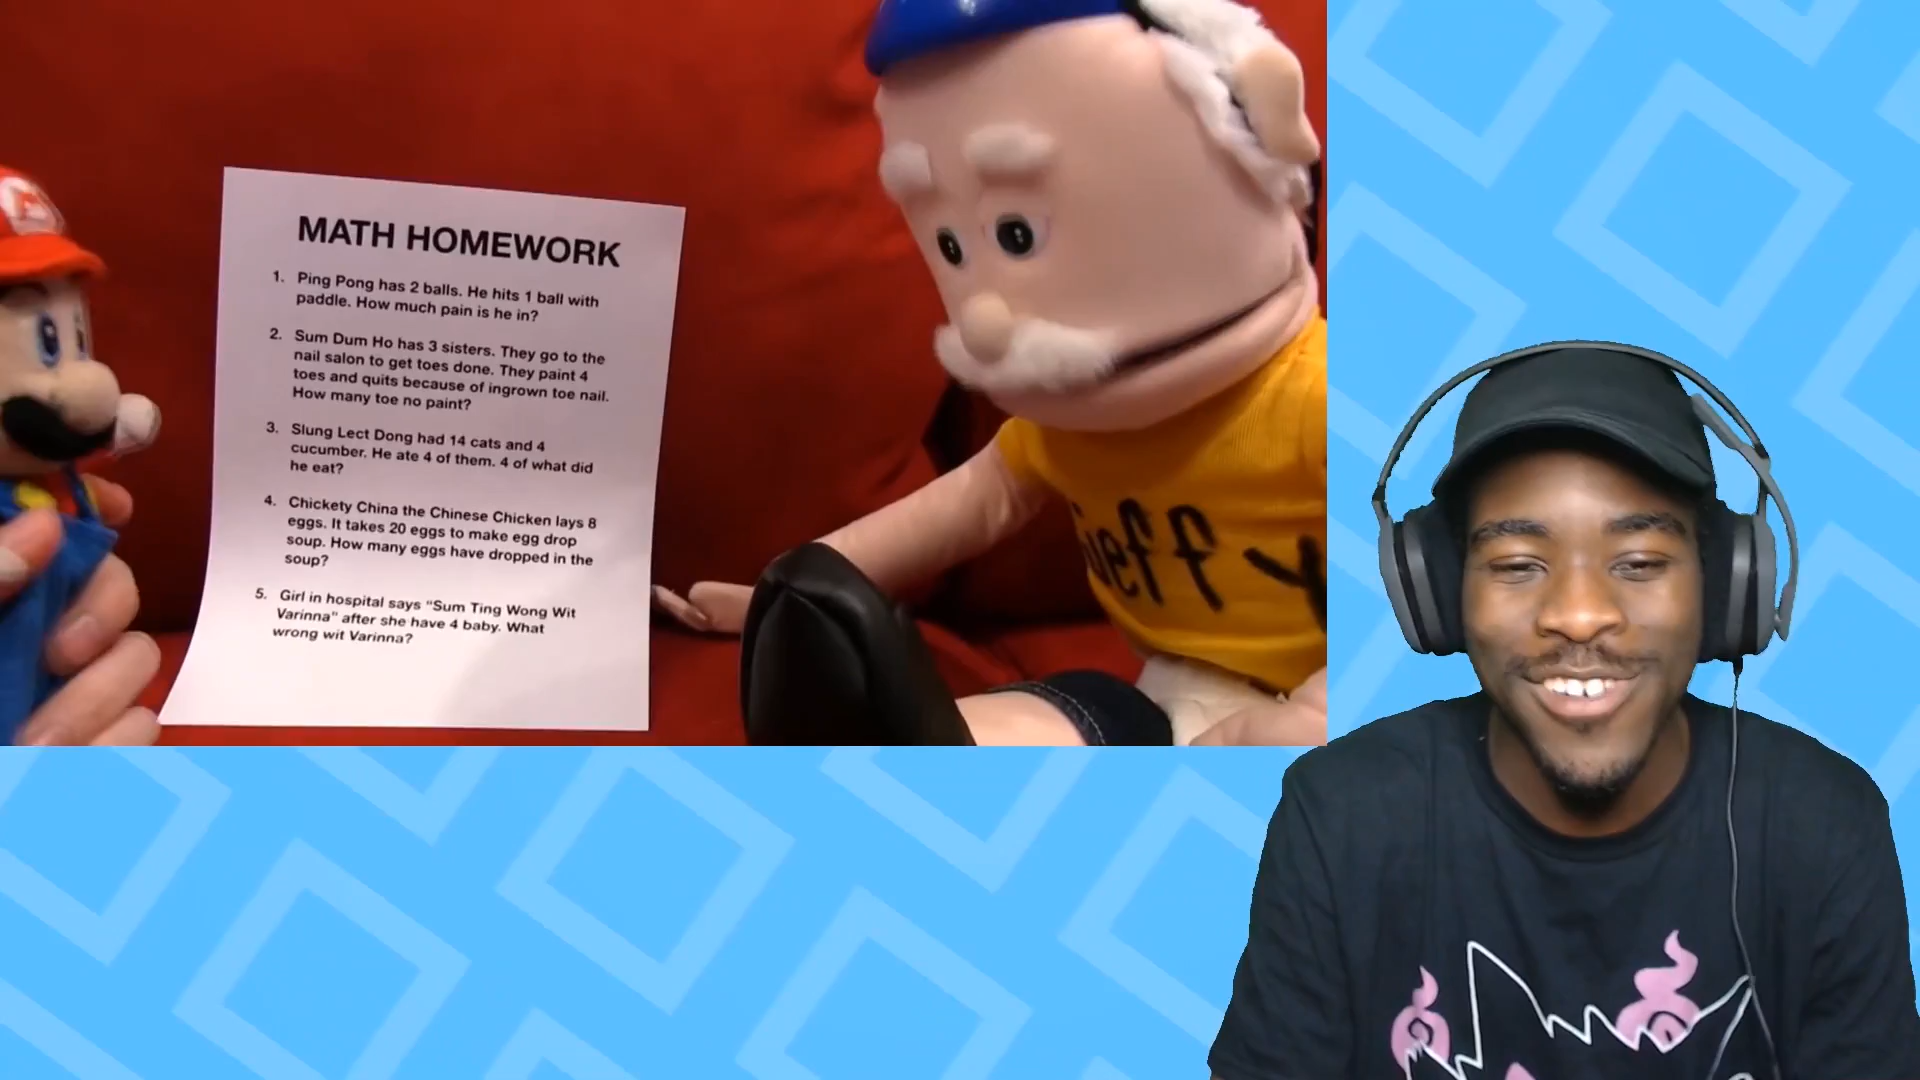 MATH HOMEWORK
1. Ping Pong has 2 balls. He hits 1 ball with
paddle. How much pain is he in?
2. Sum Dum Ho has 3 sisters. They go to the
nail salon to get toes done. They paint 4
toes and quits because of ingrown toe nail.
How many toe no paint?
3. Slung Lect Dong had 14 cats and 4
cucumber. He ate 4 of them. 4 of what did
he eat?
4. Chickety China the Chinese Chicken lays 8
eggs. It takes 20 eggs to make egg drop
soup. How many eggs have dropped in the
soup?
5. Girl in hospital says “Sum Ting Wong Wit
Varinna” after she have 4 baby. What
wrong wit Varinna?
Jeffy
M